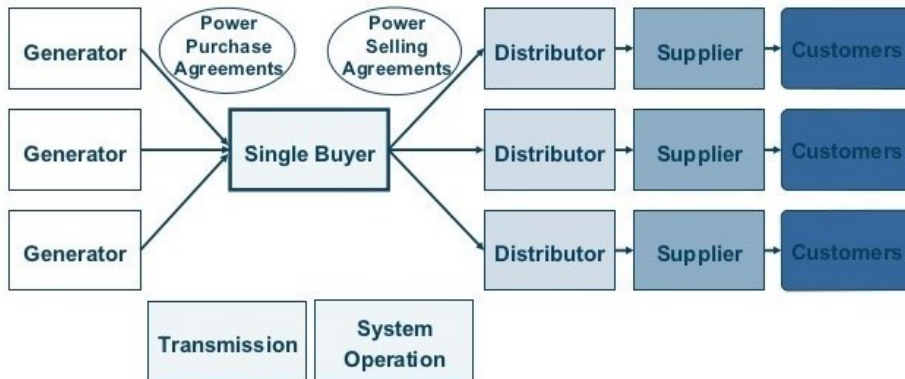 Generator
Power
Purchase
Agreements
Power
Selling
Agreements
Distributor
Supplier
Customers
Generator
Single Buyer
Distributor
Supplier
Customers
Generator
Distributor
Supplier
Customers
Transmission
System
Operation